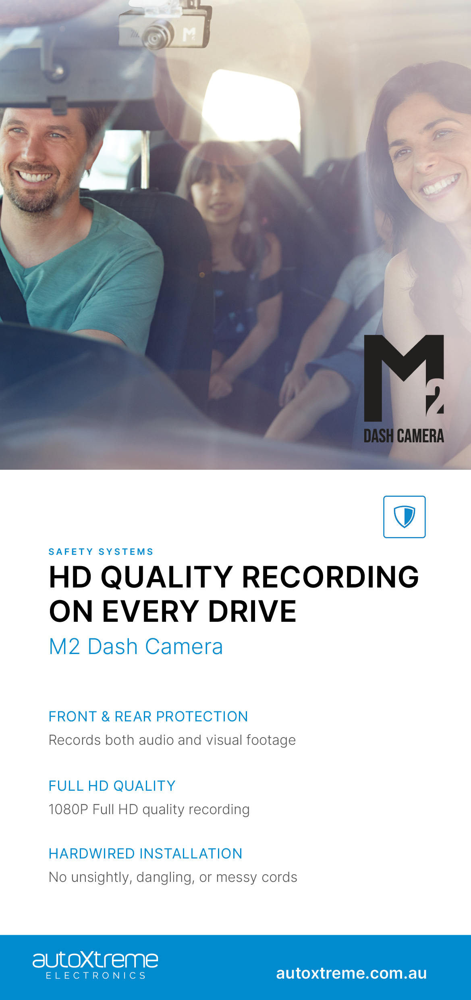 M2
M2
DASH CAMERA
SAFETY SYSTEMS
HD QUALITY RECORDING
ON EVERY DRIVE
M2 Dash Camera
FRONT & REAR PROTECTION
Records both audio and visual footage
FULL HD QUALITY
1080P Full HD quality recording
HARDWIRED INSTALLATION
No unsightly, dangling, or messy cords
autoXtreme
ELECTRONICS
autoxtreme.com.au